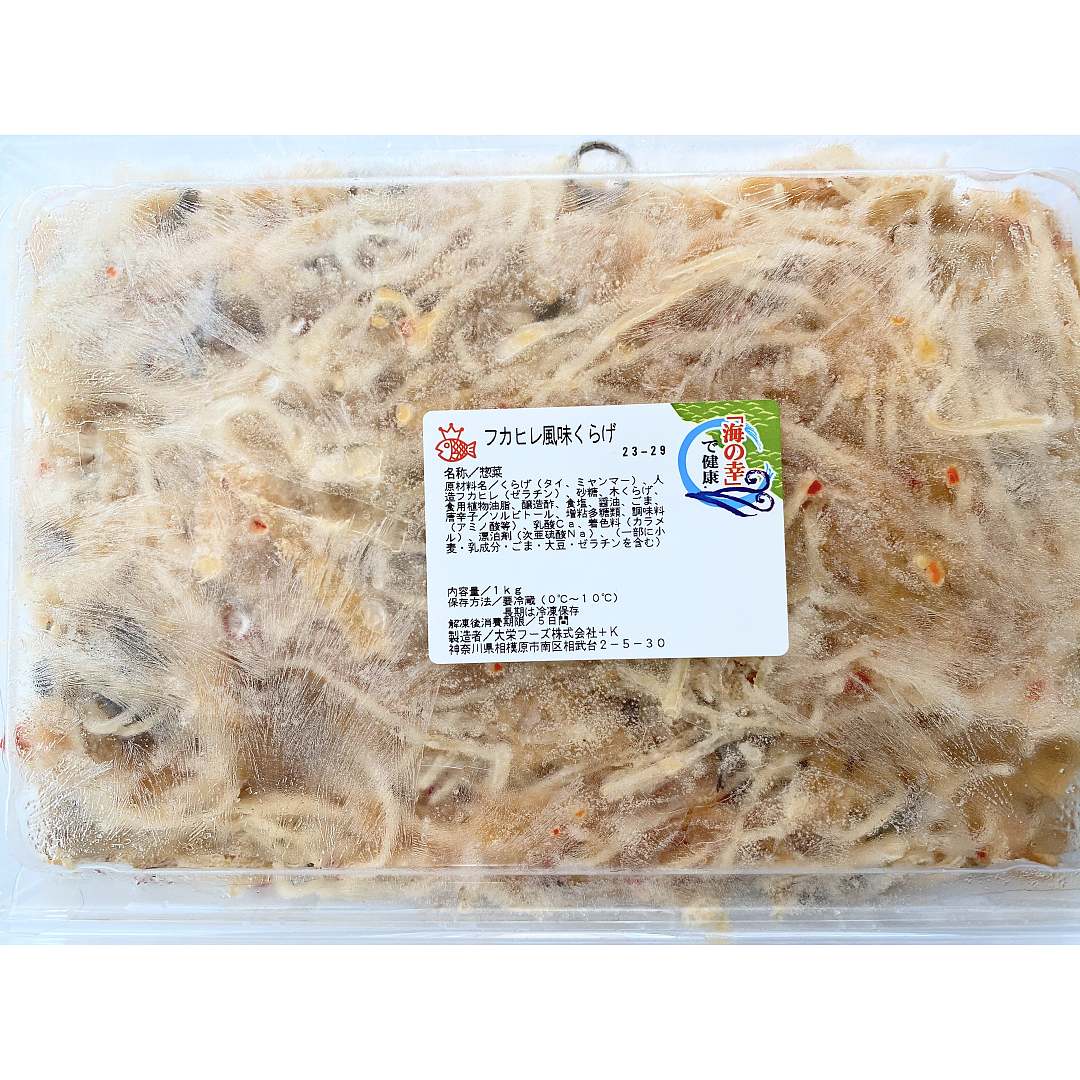 フカヒレ風味くらげ
23-29
「海の幸」
で健康.
名称／惣菜
原材料名／くらげ（タイ、ミャンマー）、人
造フカヒレ（ゼラチン）、砂糖、木くらげ、
食用植物油脂、醸造酢、食塩、醤油、ごま、
唐辛子／ソルビトール、増粘多糖類、調味料
（アミノ酸等）、乳酸Ｃａ、着色料（カラメ
ル）、漂泊剤（次亜硫酸Ｎａ）、（一部に小
麦・乳成分・ごま・大豆・ゼラチンを含む）
内容量／１ｋｇ
保存方法／要冷蔵（０℃～１０℃）
長期は冷凍保存
解凍後消費期限／５日間
製造者／大栄フーズ株式会社＋Ｋ
神奈川県相模原市南区相武台２－５－３０